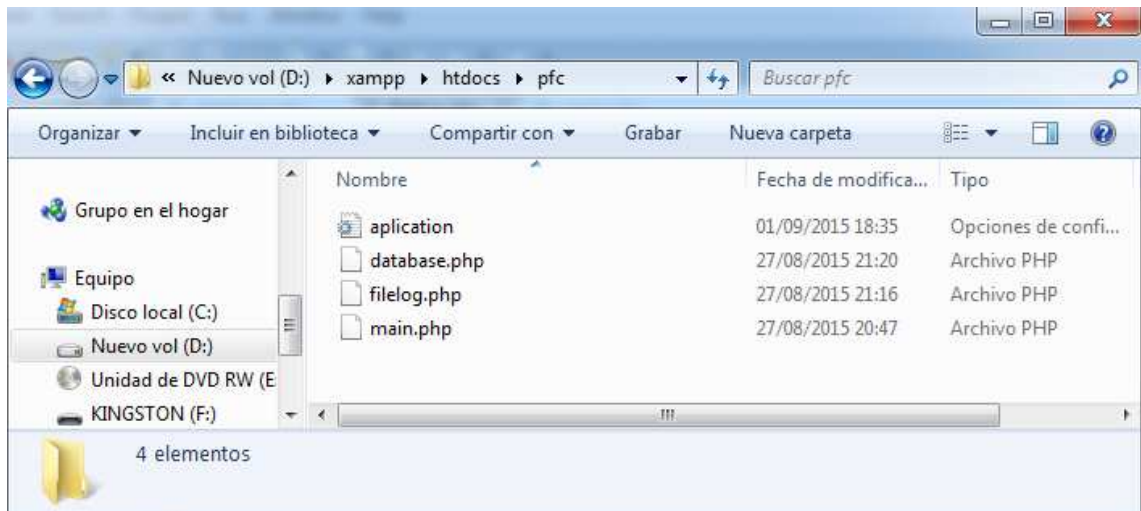 « Nuevo vol (D:) ▸ xampp ▸ htdocs ▸ pfc
Buscar pfc
Organizar Incluir en biblioteca Compartir con Grabar Nueva carpeta
Grupo en el hogar
Equipo
Disco local (C:)
Nuevo vol (D:)
Unidad de DVD RW (E:
KINGSTON (F:)
Nombre Fecha de modifica... Tipo
aplication 01/09/2015 18:35 Opciones de confi...
database.php 27/08/2015 21:20 Archivo PHP
filelog.php 27/08/2015 21:16 Archivo PHP
main.php 27/08/2015 20:47 Archivo PHP
4 elementos